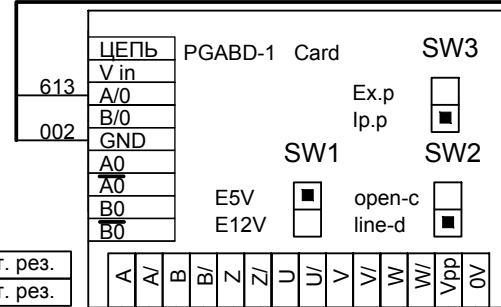 ЦЕПЬ PGABD-1 Card SW3
V in
613 A/0 Ex.p
B/0 Ip.p
002 GND
A0 SW1 SW2
A0
B0 E5V open-c
B0 E12V line-d
т. рез.
т. рез.
A A/ B B/ Z Z/ U U/ V V/ W W/ Vpp 0V